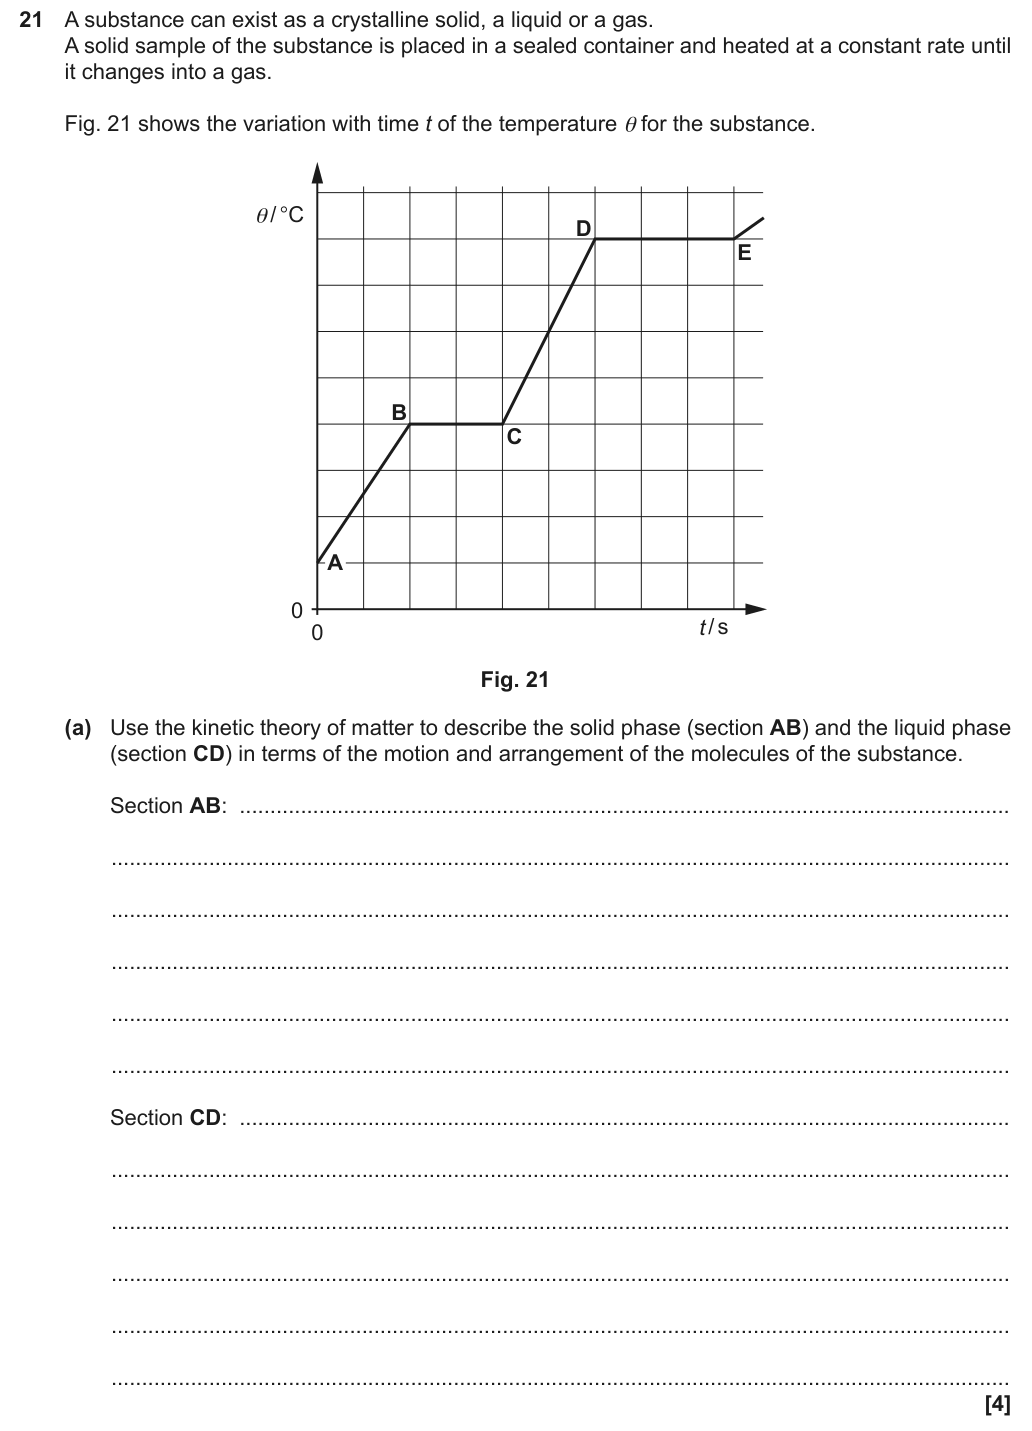 21 A substance can exist as a crystalline solid, a liquid or a gas.
A solid sample of the substance is placed in a sealed container and heated at a constant rate until
it changes into a gas.
Fig. 21 shows the variation with time t of the temperature θ for the substance.
θ/°C
D
E
B
C
A
0
0
t/s
Fig. 21
(a) Use the kinetic theory of matter to describe the solid phase (section AB) and the liquid phase
(section CD) in terms of the motion and arrangement of the molecules of the substance.
Section AB: ....................................................................................................
....................................................................................................
....................................................................................................
....................................................................................................
....................................................................................................
....................................................................................................
Section CD: ....................................................................................................
....................................................................................................
....................................................................................................
....................................................................................................
....................................................................................................
....................................................................................................
[4]